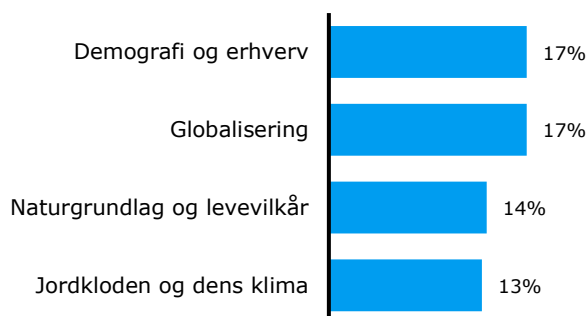 Demografi og erhverv 17%
Globalisering 17%
Naturgrundlag og levevilkår 14%
Jordkloden og dens klima 13%